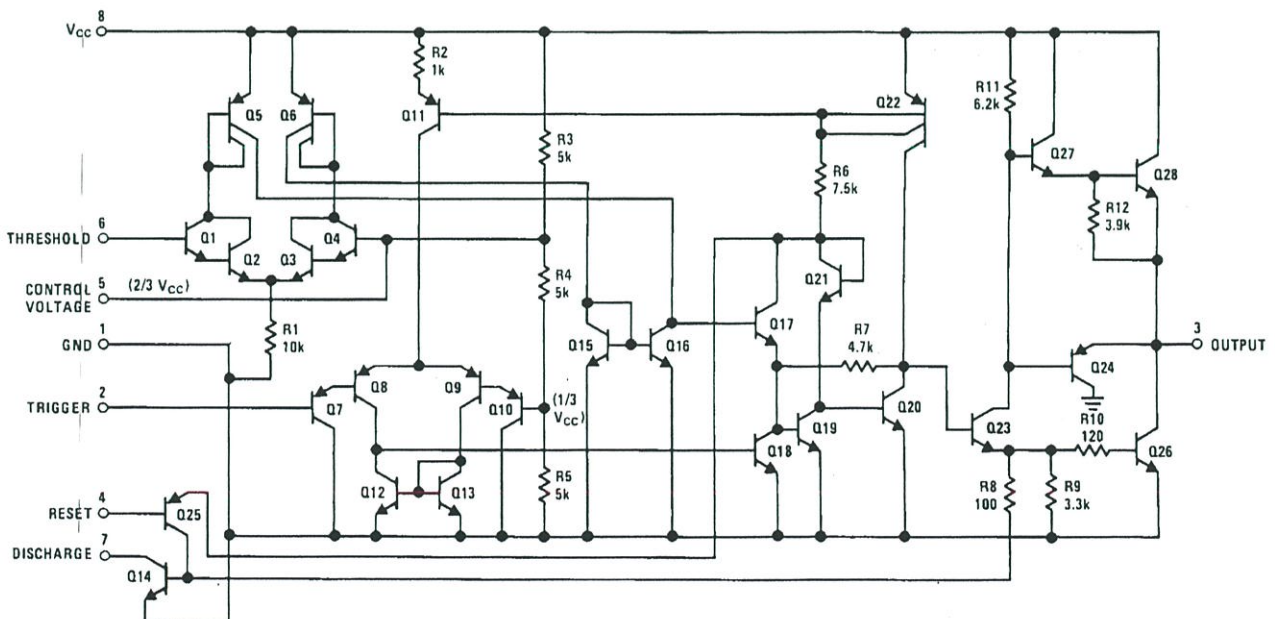 8
VCC
R2
1k
Q5
Q6
Q11
Q22
R11
6.2k
R3
5k
Q27
Q28
R6
7.5k
R12
3.9k
6
THRESHOLD
Q1
Q2
Q3
Q4
5
CONTROL
VOLTAGE
(2/3 VCC)
R4
5k
Q21
1
GND
R1
10k
Q15
Q16
Q17
R7
4.7k
3
OUTPUT
2
TRIGGER
Q7
Q8
Q9
Q10
(1/3
VCC)
Q18
Q19
Q20
Q23
Q24
R10
120
Q26
4
RESET
Q25
Q12
Q13
R5
5k
R8
100
R9
3.3k
7
DISCHARGE
Q14